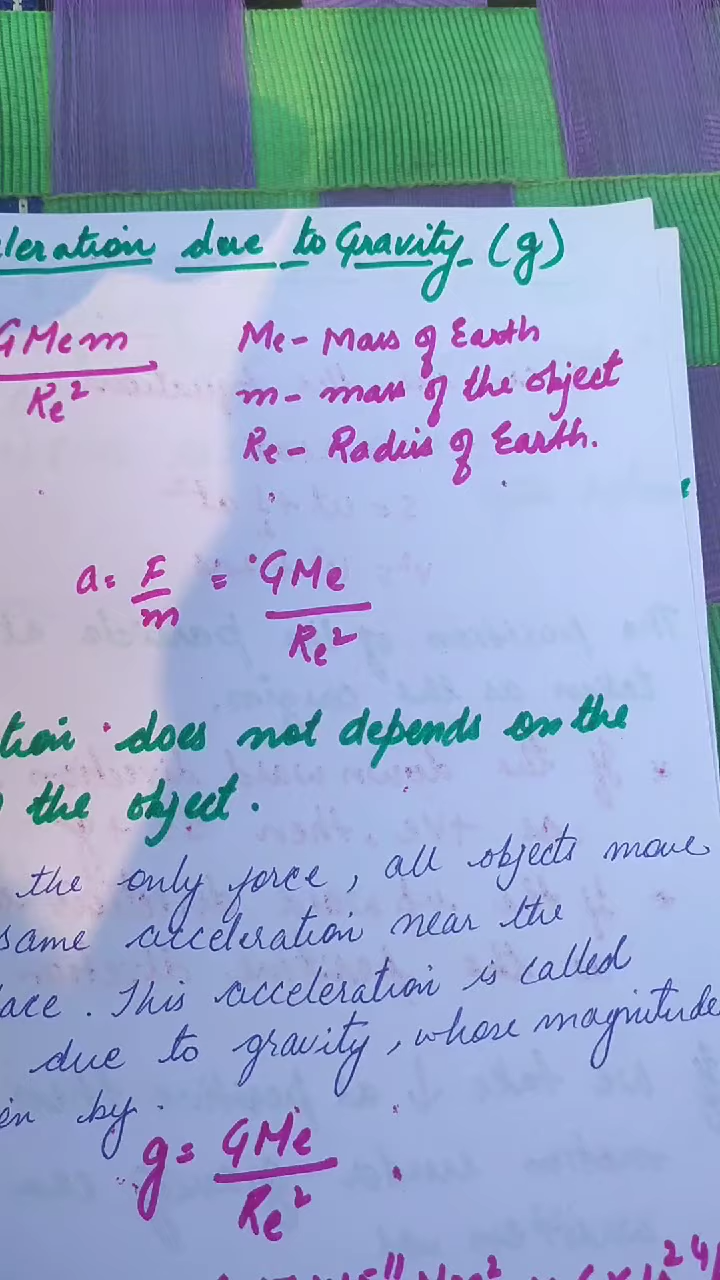 leration due to Gravity (g)
GMem
Re²
Me - Mass of Earth
m - mass of the object
Re - Radius of Earth.
a = F/m = GMe/Re²
tion does not depends on the
the object.
the only force, all objects move
same acceleration near the
ace. This acceleration is called
due to gravity, whose magnitude
en by.
g = GMe/Re²